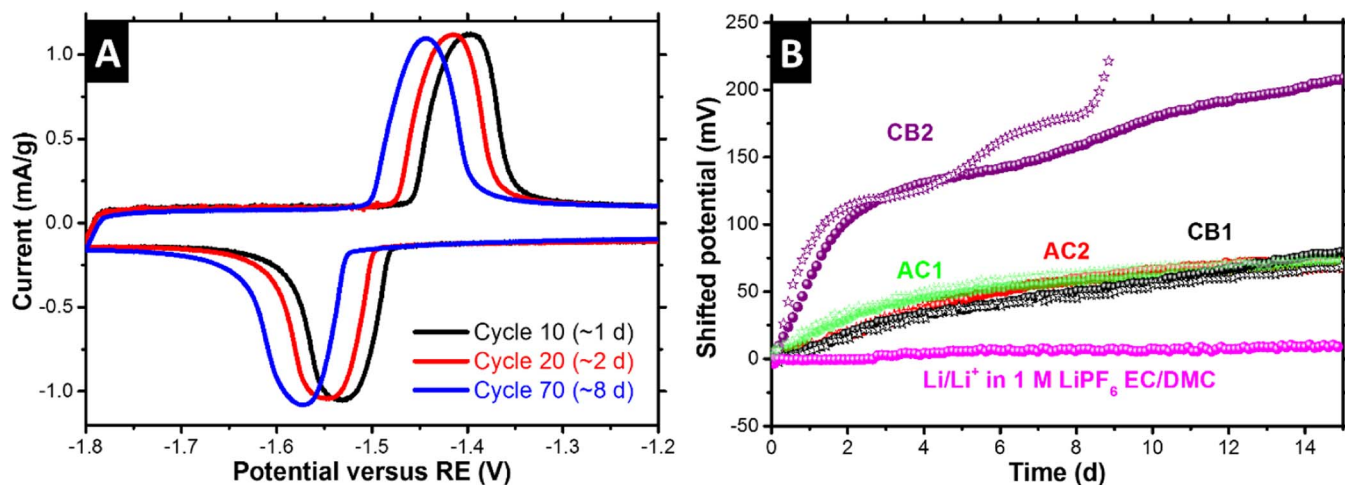 A
Current (mA/g)
1.0
0.5
0.0
-0.5
-1.0
Cycle 10 (~1 d)
Cycle 20 (~2 d)
Cycle 70 (~8 d)
-1.8 -1.7 -1.6 -1.5 -1.4 -1.3 -1.2
Potential versus RE (V)
B
Shifted potential (mV)
250
200
150
100
50
0
-50
CB2
CB1
AC2
AC1
Li/Li⁺ in 1 M LiPF₆ EC/DMC
0 2 4 6 8 10 12 14
Time (d)